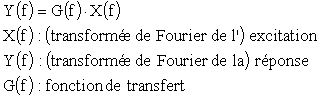 Y(f) = G(f)·X(f)
X(f) : (transformée de Fourier de l') excitation
Y(f) : (transformée de Fourier de la) réponse
G(f) : fonction de transfert